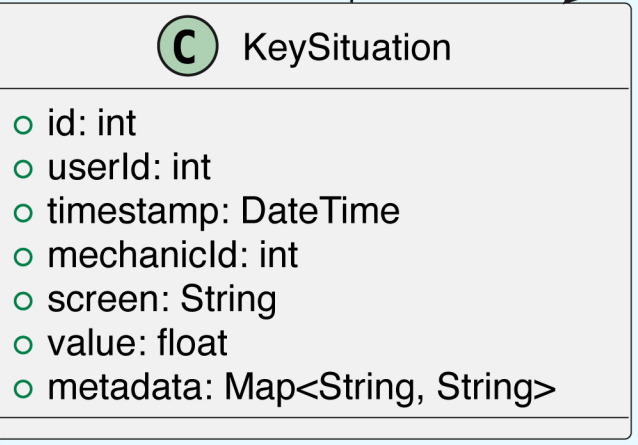 C KeySituation
id: int
userId: int
timestamp: DateTime
mechanicId: int
screen: String
value: float
metadata: Map<String, String>